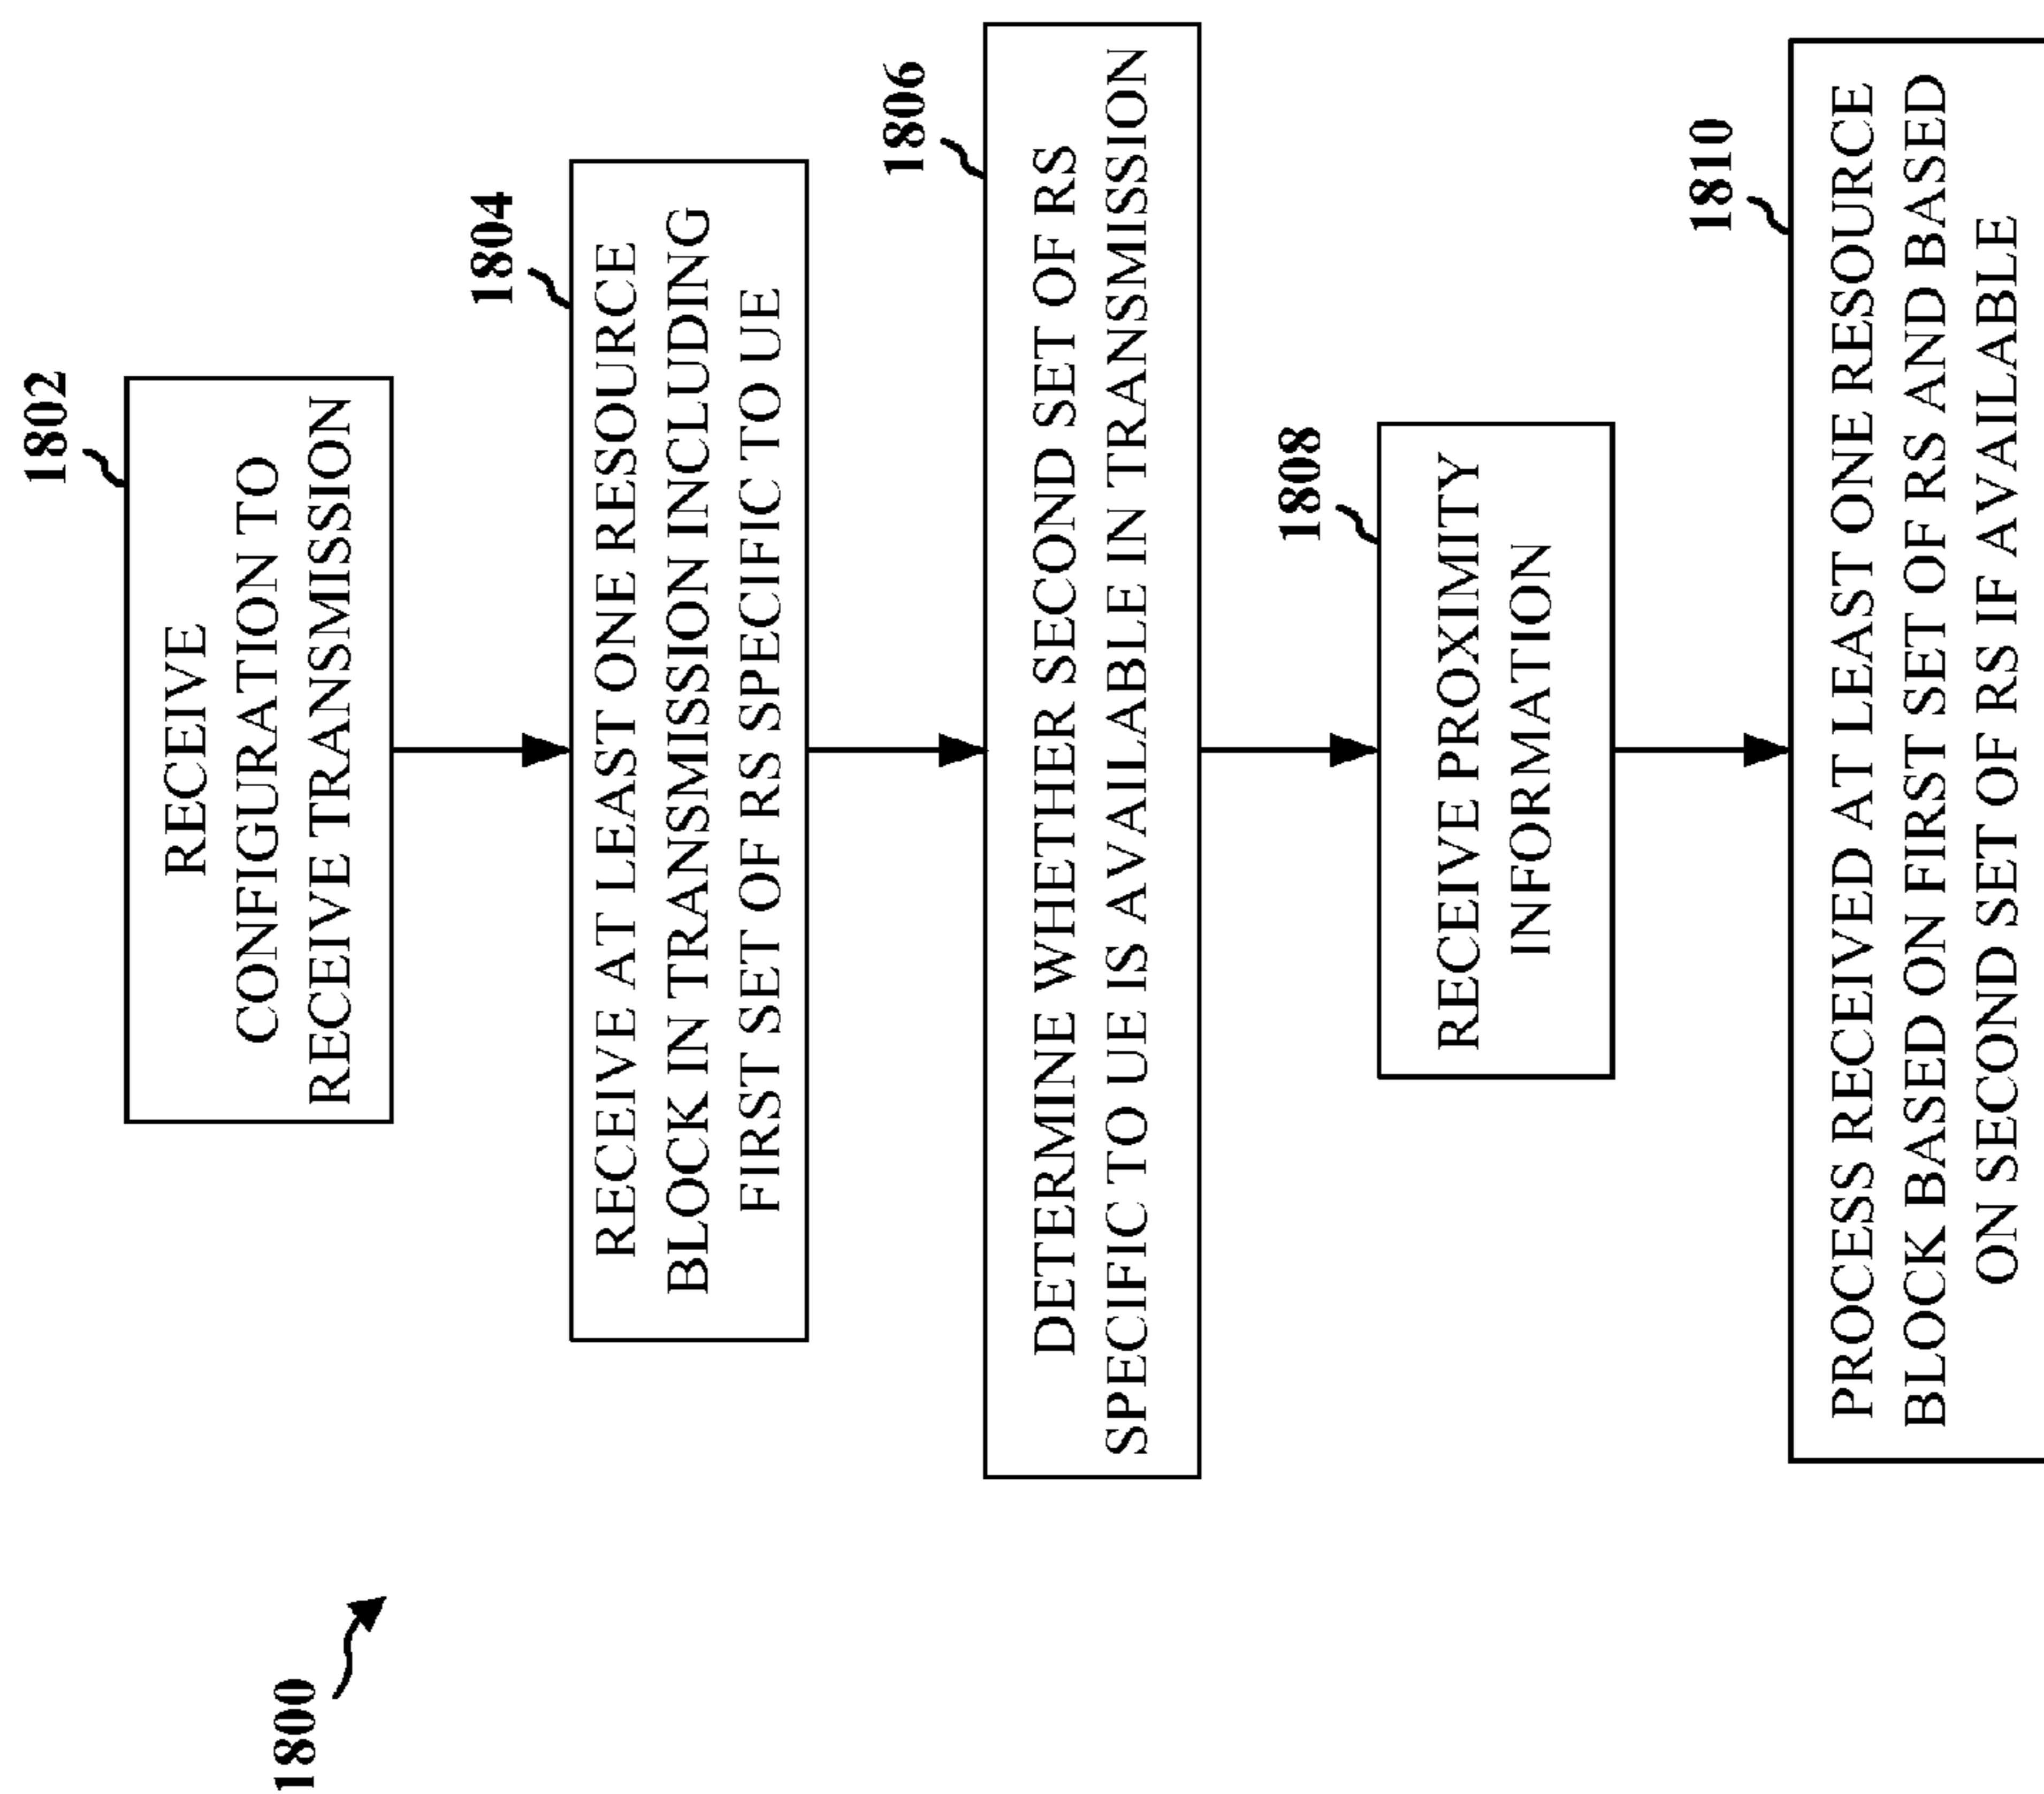 1800
1802
RECEIVE
CONFIGURATION TO
RECEIVE TRANSMISSION
1804
RECEIVE AT LEAST ONE RESOURCE
BLOCK IN TRANSMISSION INCLUDING
FIRST SET OF RS SPECIFIC TO UE
1806
DETERMINE WHETHER SECOND SET OF RS
SPECIFIC TO UE IS AVAILABLE IN TRANSMISSION
1808
RECEIVE PROXIMITY
INFORMATION
1810
PROCESS RECEIVED AT LEAST ONE RESOURCE
BLOCK BASED ON FIRST SET OF RS AND BASED
ON SECOND SET OF RS IF AVAILABLE